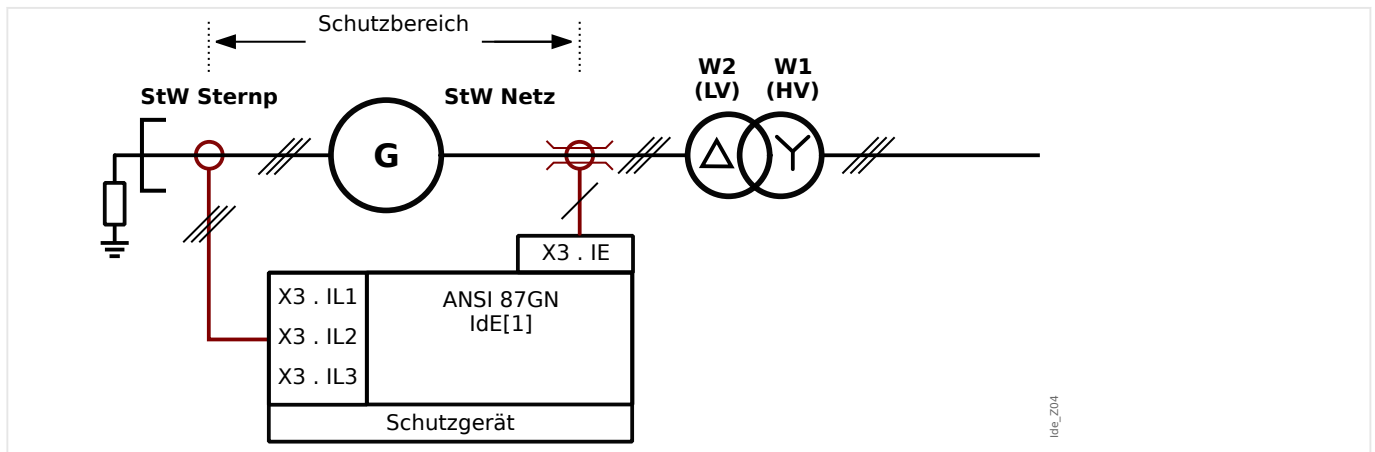 Schutzbereich
StW Sternp
StW Netz
W2
(LV)
W1
(HV)
G
X3 . IE
X3 . IL1
X3 . IL2
X3 . IL3
ANSI 87GN
IdE[1]
Schutzgerät
Ide_Z04